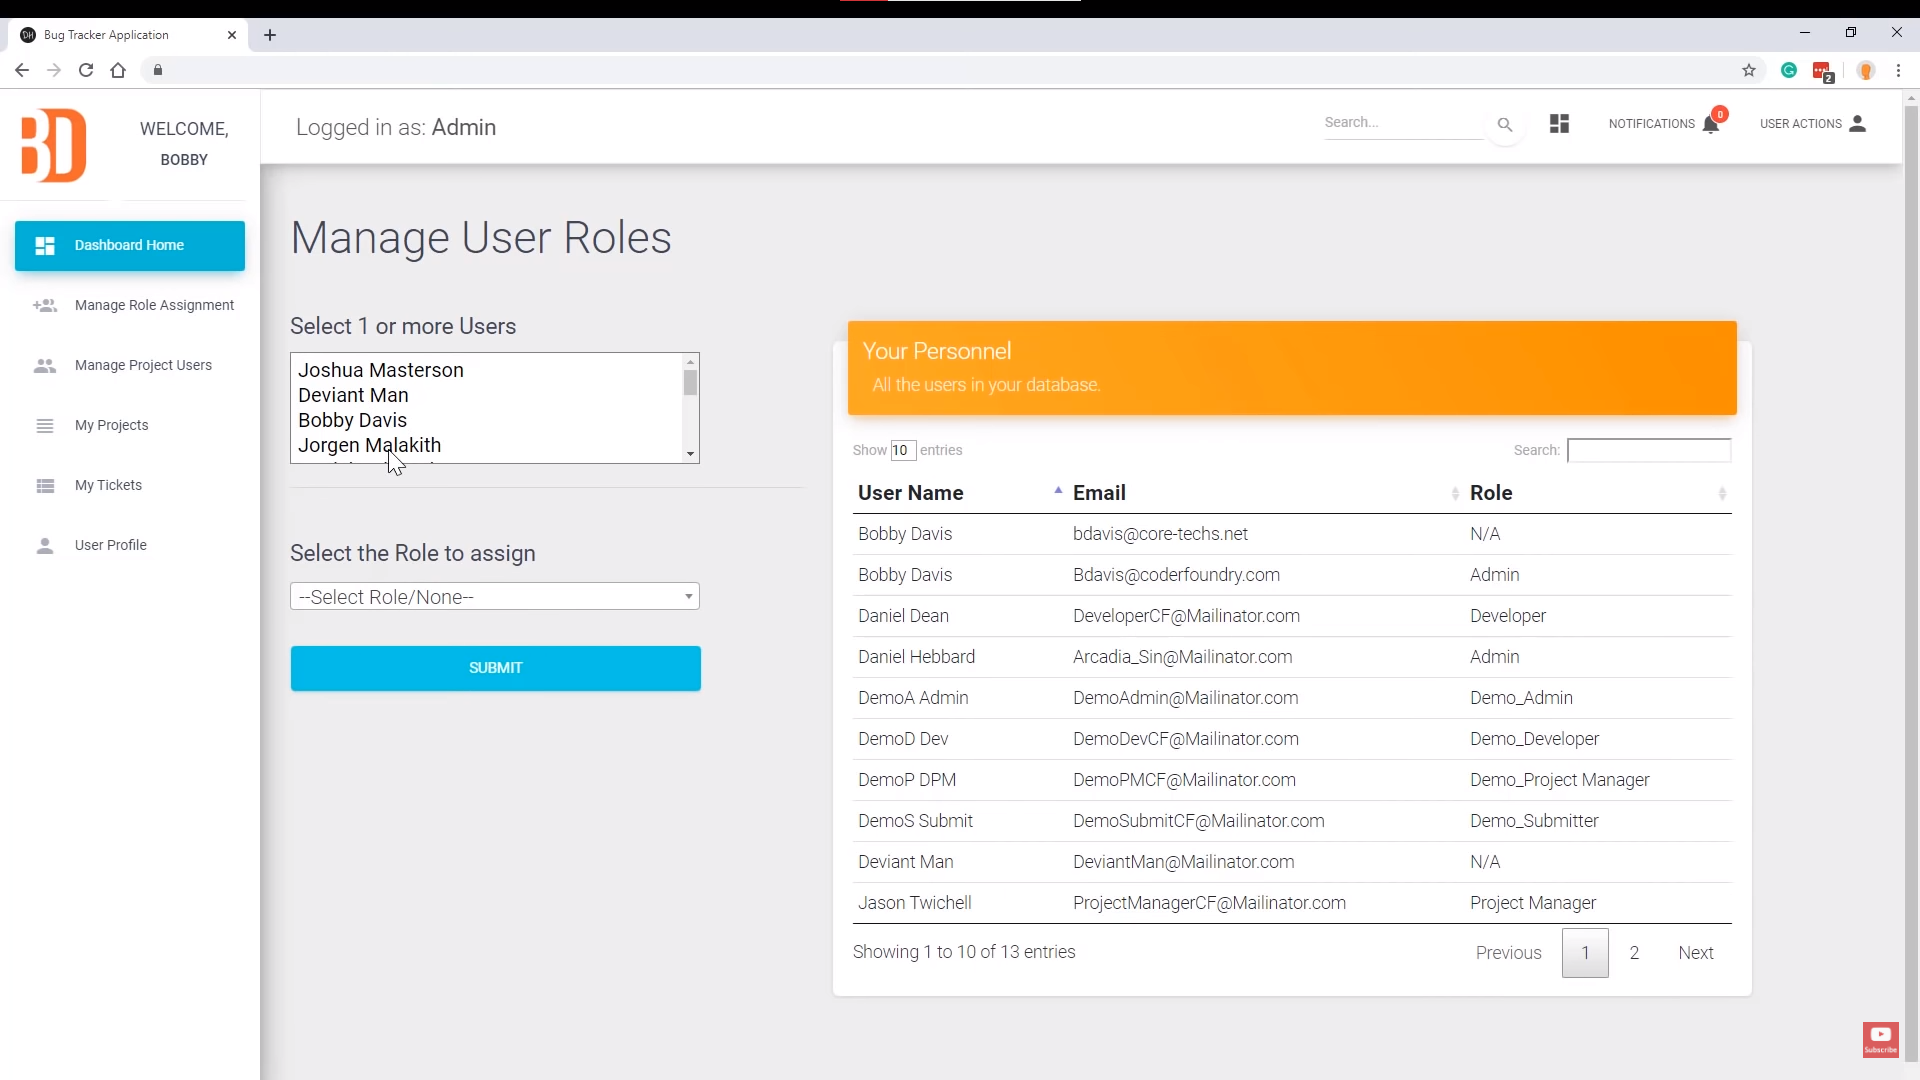 Bug Tracker Application
2
BD
WELCOME,
BOBBY
Logged in as: Admin
Search...
NOTIFICATIONS
0
USER ACTIONS
Dashboard Home
Manage Role Assignment
Manage Project Users
My Projects
My Tickets
User Profile
Manage User Roles
Select 1 or more Users
Joshua Masterson
Deviant Man
Bobby Davis
Jorgen Malakith
Select the Role to assign
--Select Role/None--
SUBMIT
Your Personnel
All the users in your database.
Show 10 entries
Search:
User Name Email Role
Bobby Davis bdavis@core-techs.net N/A
Bobby Davis Bdavis@coderfoundry.com Admin
Daniel Dean DeveloperCF@Mailinator.com Developer
Daniel Hebbard Arcadia_Sin@Mailinator.com Admin
DemoA Admin DemoAdmin@Mailinator.com Demo_Admin
DemoD Dev DemoDevCF@Mailinator.com Demo_Developer
DemoP DPM DemoPMCF@Mailinator.com Demo_Project Manager
DemoS Submit DemoSubmitCF@Mailinator.com Demo_Submitter
Deviant Man DeviantMan@Mailinator.com N/A
Jason Twichell ProjectManagerCF@Mailinator.com Project Manager
Showing 1 to 10 of 13 entries
Previous 1 2 Next
Subscribe